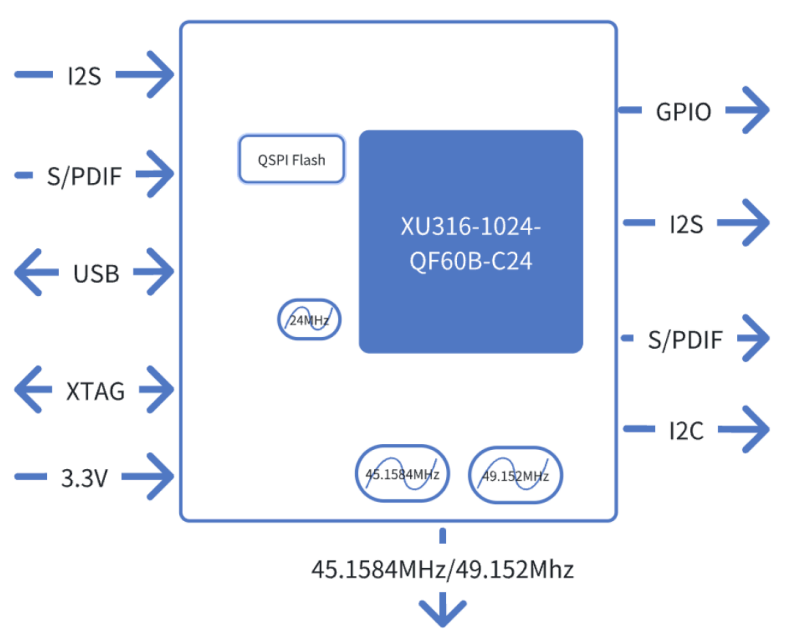 I2S
S/PDIF
USB
XTAG
3.3V
QSPI Flash
XU316-1024-
QF60B-C24
24MHz
45.1584MHz
49.152MHz
GPIO
I2S
S/PDIF
I2C
45.1584MHz/49.152Mhz